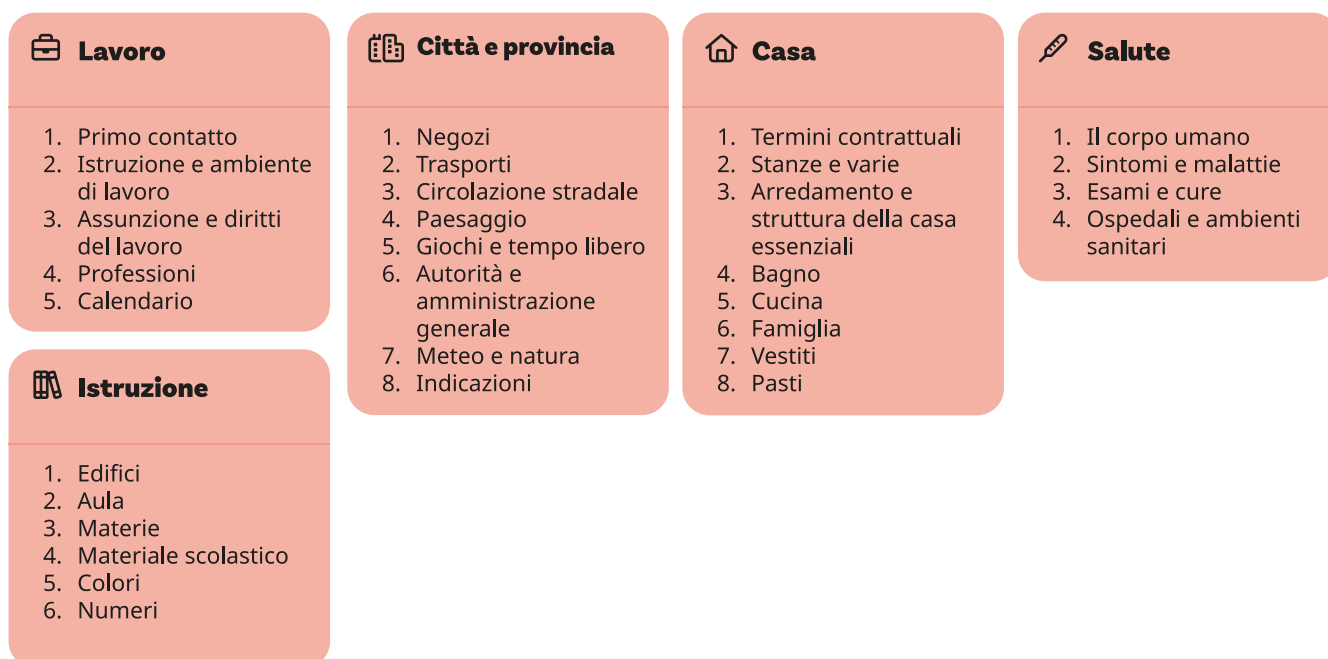 Lavoro
1. Primo contatto
2. Istruzione e ambiente
di lavoro
3. Assunzione e diritti
del lavoro
4. Professioni
5. Calendario
Istruzione
1. Edifici
2. Aula
3. Materie
4. Materiale scolastico
5. Colori
6. Numeri
Città e provincia
1. Negozi
2. Trasporti
3. Circolazione stradale
4. Paesaggio
5. Giochi e tempo libero
6. Autorità e
amministrazione
generale
7. Meteo e natura
8. Indicazioni
Casa
1. Termini contrattuali
2. Stanze e varie
3. Arredamento e
struttura della casa
essenziali
4. Bagno
5. Cucina
6. Famiglia
7. Vestiti
8. Pasti
Salute
1. Il corpo umano
2. Sintomi e malattie
3. Esami e cure
4. Ospedali e ambienti
sanitari